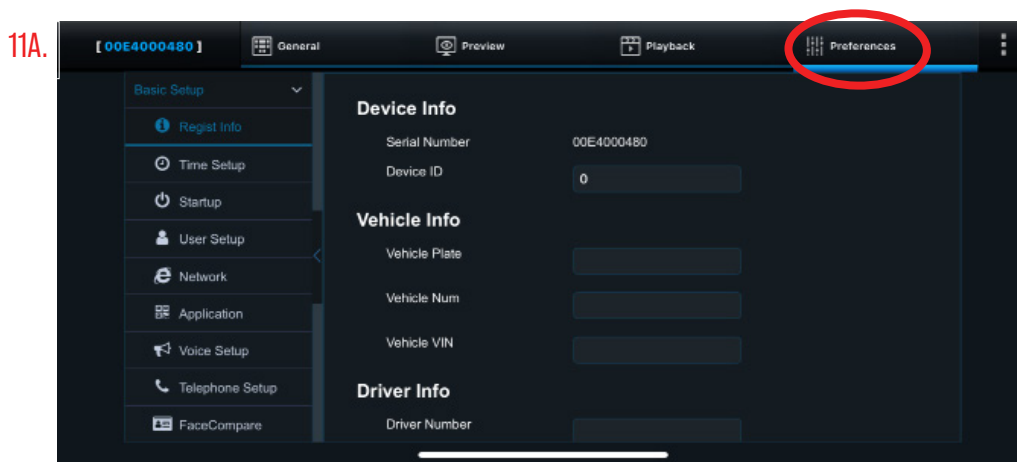 11A.
[ 00E4000480 ]
General
Preview
Playback
Preferences
Basic Setup
Regist Info
Time Setup
Startup
User Setup
Network
Application
Voice Setup
Telephone Setup
FaceCompare
Device Info
Serial Number 00E4000480
Device ID 0
Vehicle Info
Vehicle Plate
Vehicle Num
Vehicle VIN
Driver Info
Driver Number